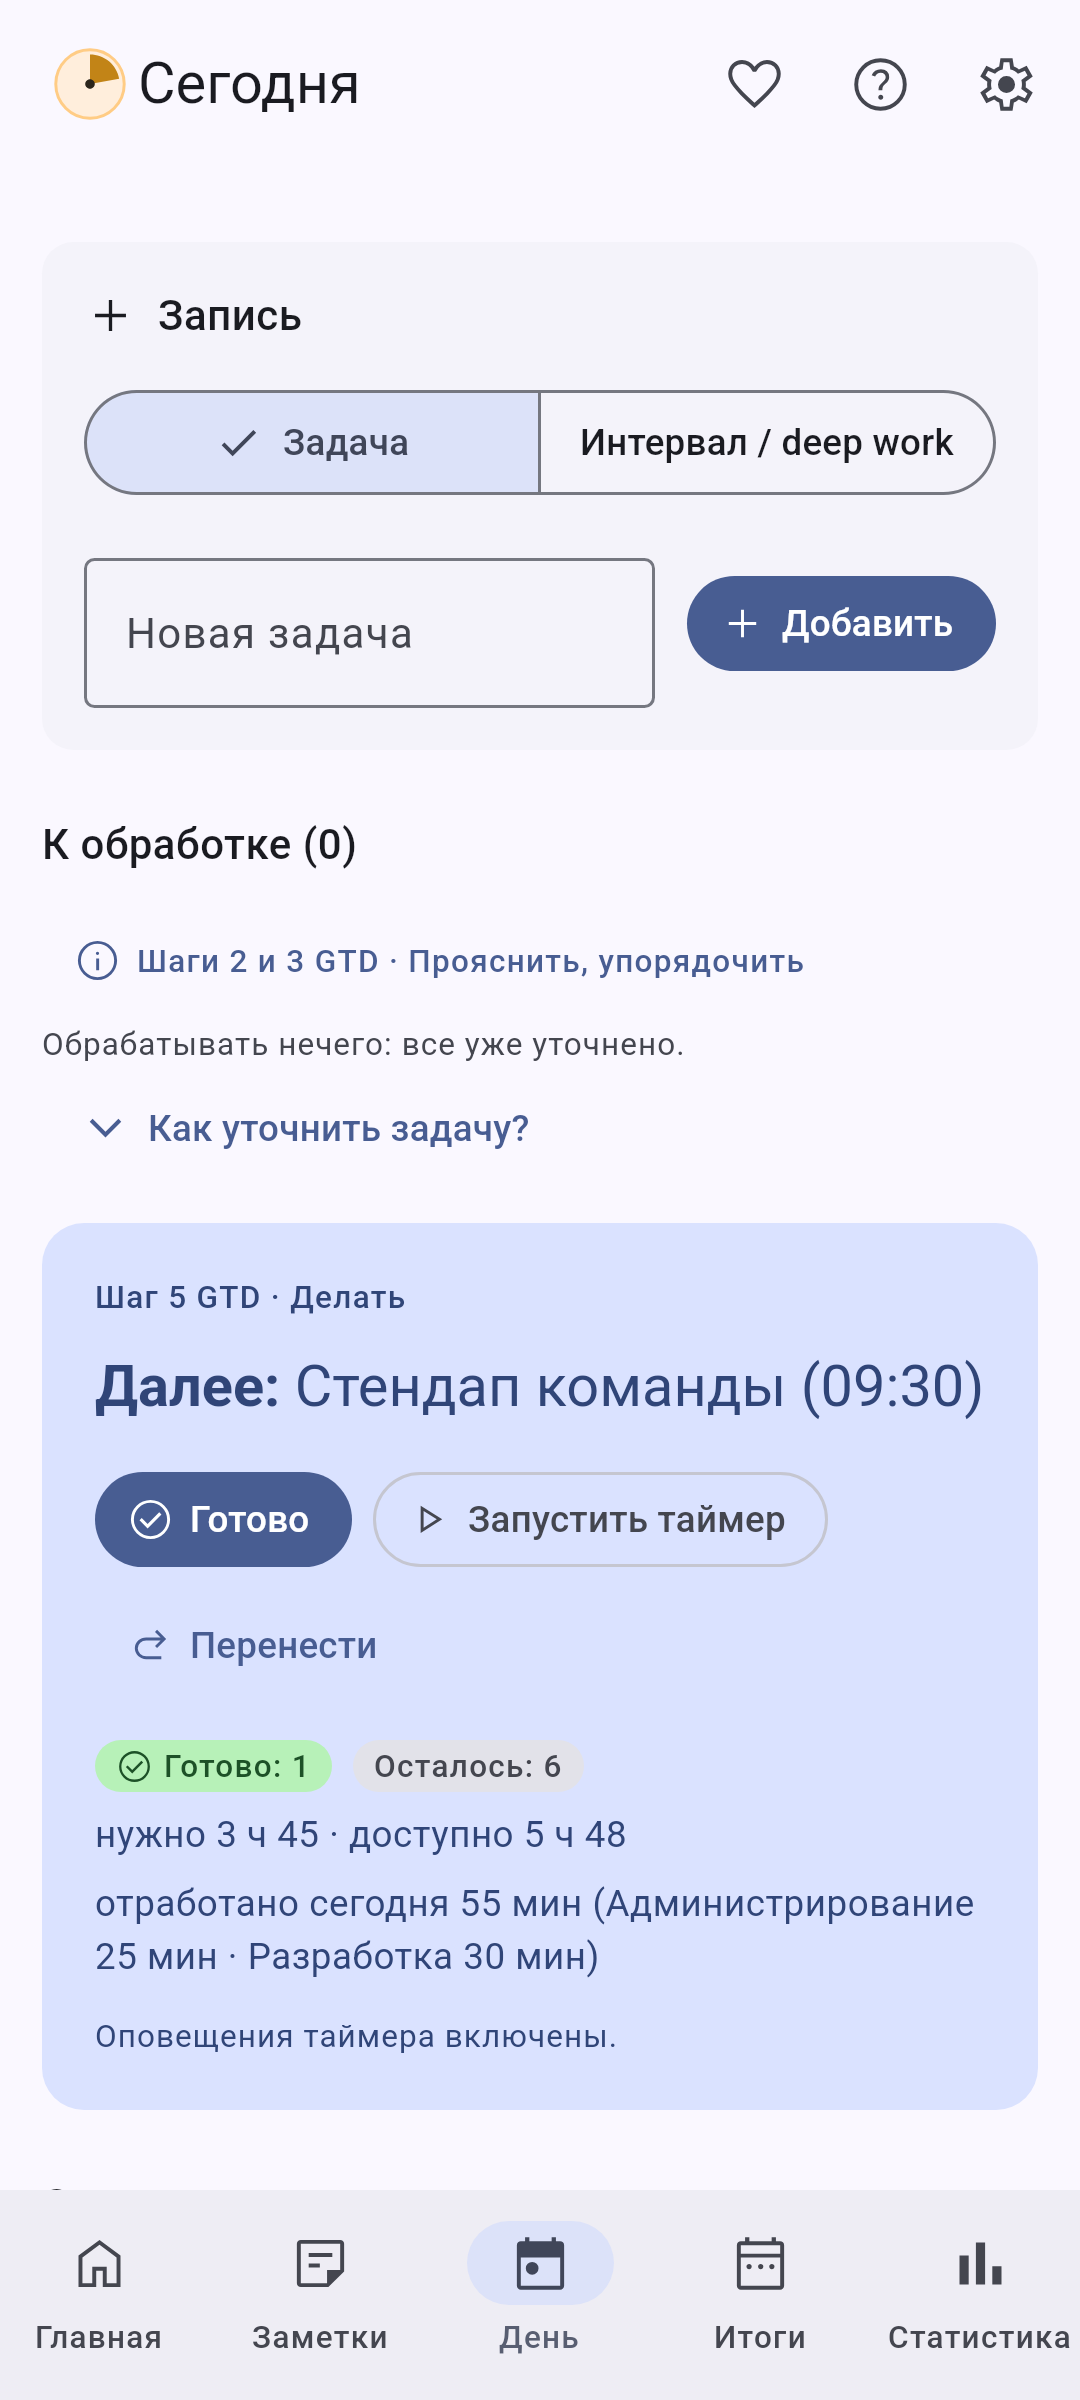 Сегодня
Запись
Задача
Интервал / deep work
Новая задача
Добавить
К обработке (0)
Шаги 2 и 3 GTD · Прояснить, упорядочить
Обрабатывать нечего: все уже уточнено.
Как уточнить задачу?
Шаг 5 GTD · Делать
Далее: Стендап команды (09:30)
Готово
Запустить таймер
Перенести
Готово: 1
Осталось: 6
нужно 3 ч 45 · доступно 5 ч 48
отработано сегодня 55 мин (Администрирование
25 мин · Разработка 30 мин)
Оповещения таймера включены.
Главная
Заметки
День
Итоги
Статистика